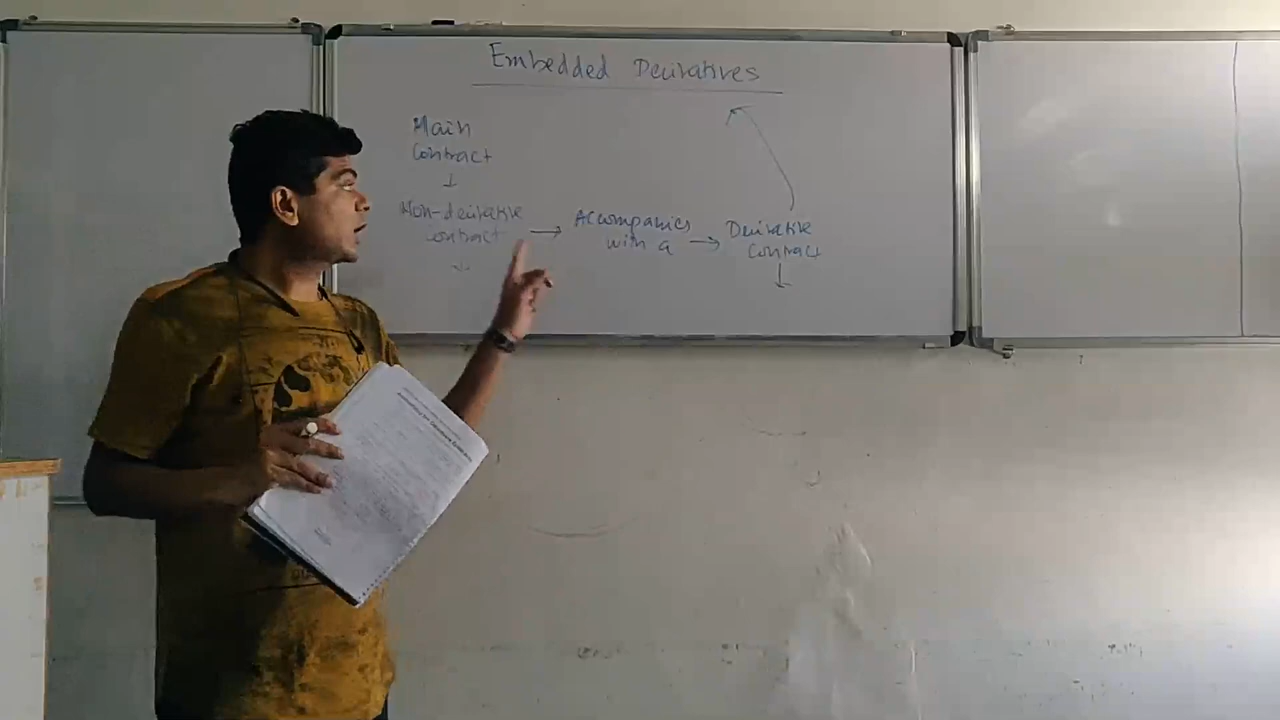 Embedded Derivatives
Main
Contract
↓
Non-derivative
contract
→ Accompanies
with a → Derivative
Contract
↓